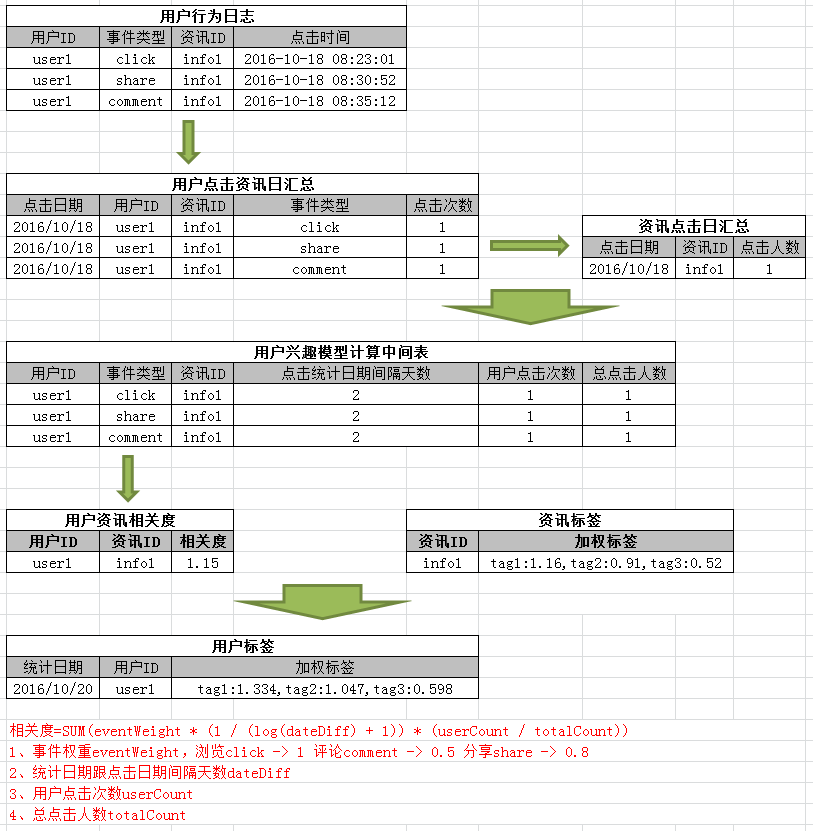 用户行为日志
用户ID 事件类型 资讯ID 点击时间
user1 click info1 2016-10-18 08:23:01
user1 share info1 2016-10-18 08:30:52
user1 comment info1 2016-10-18 08:35:12
用户点击资讯日汇总
点击日期 用户ID 资讯ID 事件类型 点击次数
2016/10/18 user1 info1 click 1
2016/10/18 user1 info1 share 1
2016/10/18 user1 info1 comment 1
资讯点击日汇总
点击日期 资讯ID 点击人数
2016/10/18 info1 1
用户兴趣模型计算中间表
用户ID 事件类型 资讯ID 点击统计日期间隔天数 用户点击次数 总点击人数
user1 click info1 2 1 1
user1 share info1 2 1 1
user1 comment info1 2 1 1
用户资讯相关度
用户ID 资讯ID 相关度
user1 info1 1.15
资讯标签
资讯ID 加权标签
info1 tag1:1.16,tag2:0.91,tag3:0.52
用户标签
统计日期 用户ID 加权标签
2016/10/20 user1 tag1:1.334,tag2:1.047,tag3:0.598
相关度=SUM(eventWeight * (1 / (log(dateDiff) + 1)) * (userCount / totalCount))
1、事件权重eventWeight，浏览click -> 1 评论comment -> 0.5 分享share -> 0.8
2、统计日期跟点击日期间隔天数dateDiff
3、用户点击次数userCount
4、总点击人数totalCount